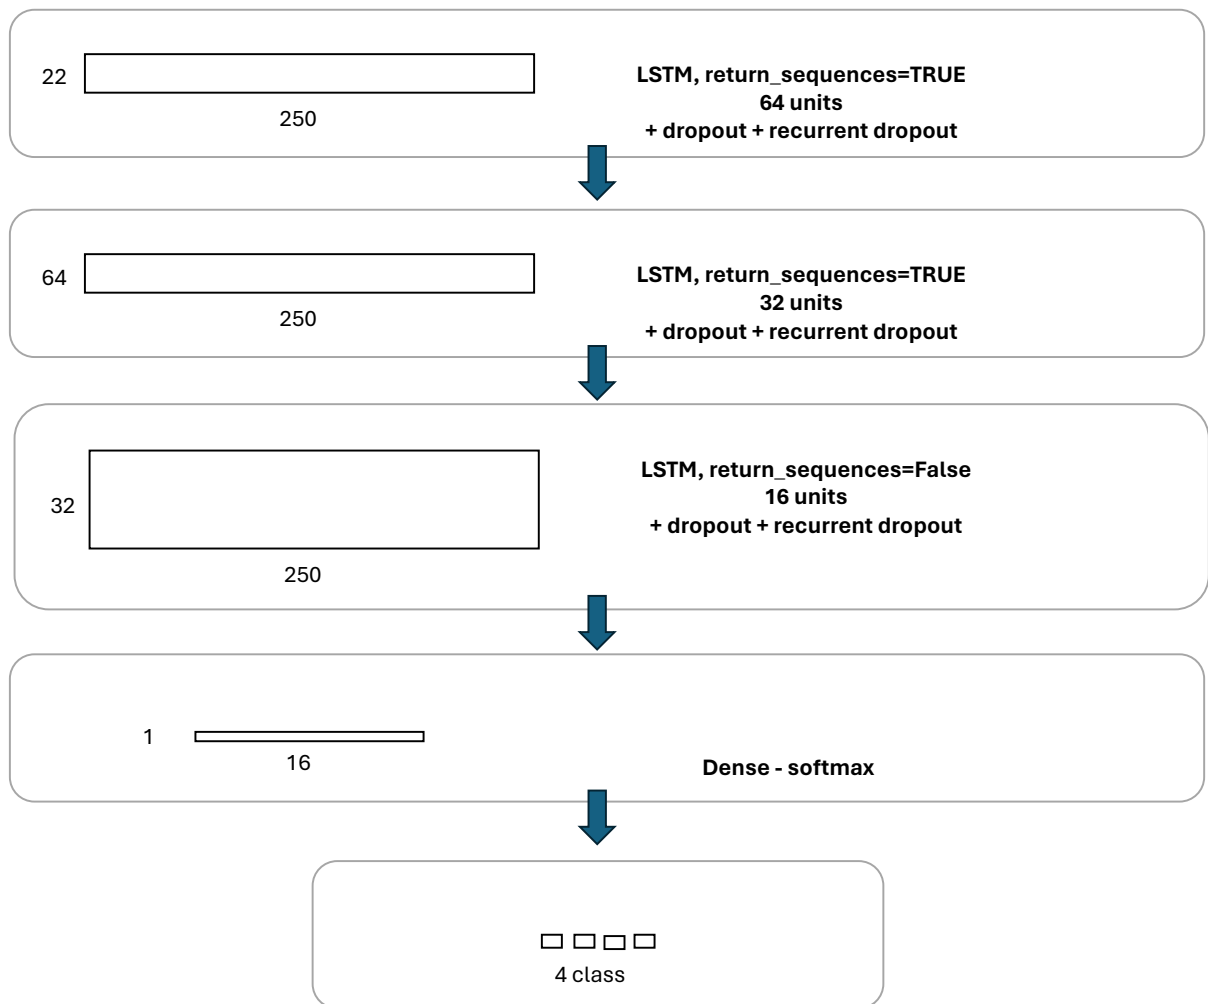 22
250
LSTM, return_sequences=TRUE
64 units
+ dropout + recurrent dropout
64
250
LSTM, return_sequences=TRUE
32 units
+ dropout + recurrent dropout
32
250
LSTM, return_sequences=False
16 units
+ dropout + recurrent dropout
1
16
Dense - softmax
4 class